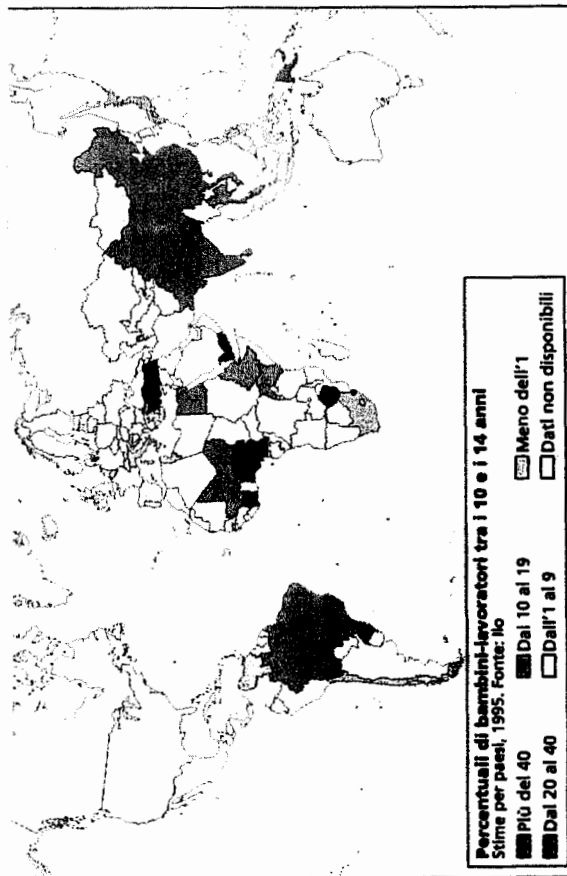 Percentuali di bambini-lavoratori tra i 10 e i 14 anni
Stime per paesi, 1995. Fonte: Ilo
Più del 40
Dal 10 al 19
Meno dell'1
Dal 20 al 40
Dall'1 al 9
Dati non disponibili